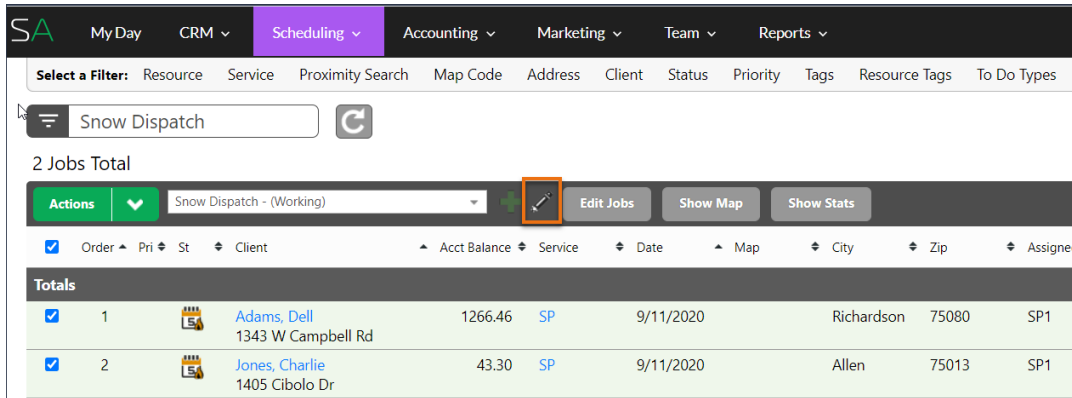 SA My Day CRM Scheduling Accounting Marketing Team Reports
Select a Filter: Resource Service Proximity Search Map Code Address Client Status Priority Tags Resource Tags To Do Types
Snow Dispatch
2 Jobs Total
Actions Snow Dispatch - (Working) Edit Jobs Show Map Show Stats
Order Pri St Client Acct Balance Service Date Map City Zip Assigne
Totals
1 Adams, Dell 1266.46 SP 9/11/2020 Richardson 75080 SP1
1343 W Campbell Rd
2 Jones, Charlie 43.30 SP 9/11/2020 Allen 75013 SP1
1405 Cibolo Dr